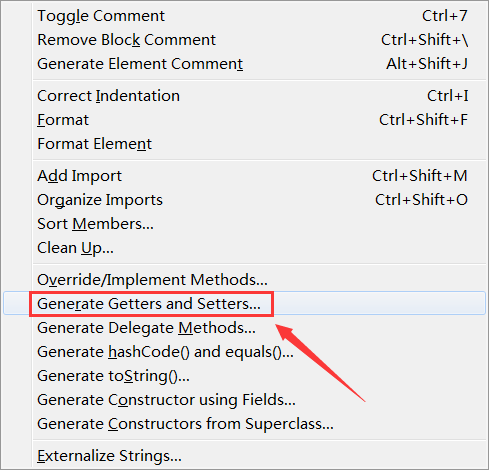 Toggle Comment Ctrl+7
Remove Block Comment Ctrl+Shift+\
Generate Element Comment Alt+Shift+J
Correct Indentation Ctrl+I
Format Ctrl+Shift+F
Format Element
Add Import Ctrl+Shift+M
Organize Imports Ctrl+Shift+O
Sort Members...
Clean Up...
Override/Implement Methods...
Generate Getters and Setters...
Generate Delegate Methods...
Generate hashCode() and equals()...
Generate toString()...
Generate Constructor using Fields...
Generate Constructors from Superclass...
Externalize Strings...